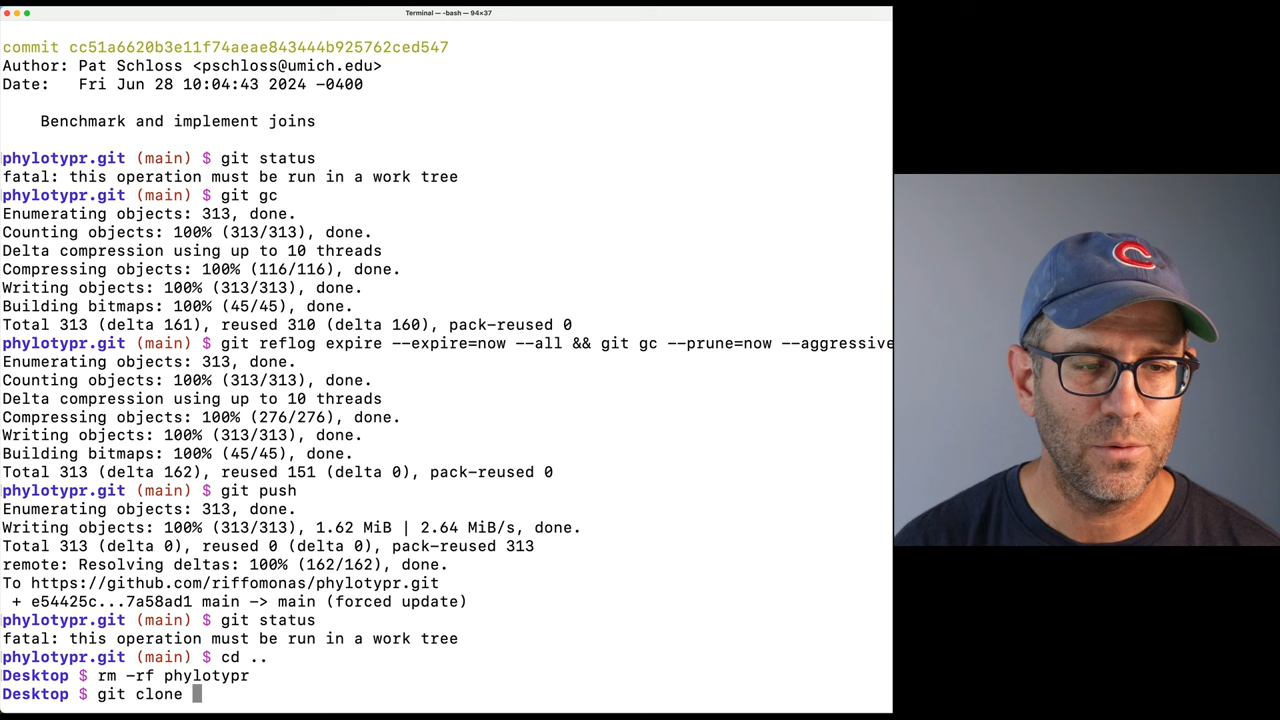 Terminal — -bash — 94×37
commit cc51a6620b3e11f74aeae843444b925762ced547
Author: Pat Schloss <pschloss@umich.edu>
Date:   Fri Jun 28 10:04:43 2024 -0400
Benchmark and implement joins
phylotypr.git (main) $ git status
fatal: this operation must be run in a work tree
phylotypr.git (main) $ git gc
Enumerating objects: 313, done.
Counting objects: 100% (313/313), done.
Delta compression using up to 10 threads
Compressing objects: 100% (116/116), done.
Writing objects: 100% (313/313), done.
Building bitmaps: 100% (45/45), done.
Total 313 (delta 161), reused 310 (delta 160), pack-reused 0
phylotypr.git (main) $ git reflog expire --expire=now --all && git gc --prune=now --aggressive
Enumerating objects: 313, done.
Counting objects: 100% (313/313), done.
Delta compression using up to 10 threads
Compressing objects: 100% (276/276), done.
Writing objects: 100% (313/313), done.
Building bitmaps: 100% (45/45), done.
Total 313 (delta 162), reused 151 (delta 0), pack-reused 0
phylotypr.git (main) $ git push
Enumerating objects: 313, done.
Writing objects: 100% (313/313), 1.62 MiB | 2.64 MiB/s, done.
Total 313 (delta 0), reused 0 (delta 0), pack-reused 313
remote: Resolving deltas: 100% (162/162), done.
To https://github.com/riffomonas/phylotypr.git
 + e54425c...7a58ad1 main -> main (forced update)
phylotypr.git (main) $ git status
fatal: this operation must be run in a work tree
phylotypr.git (main) $ cd ..
Desktop $ rm -rf phylotypr
Desktop $ git clone
C